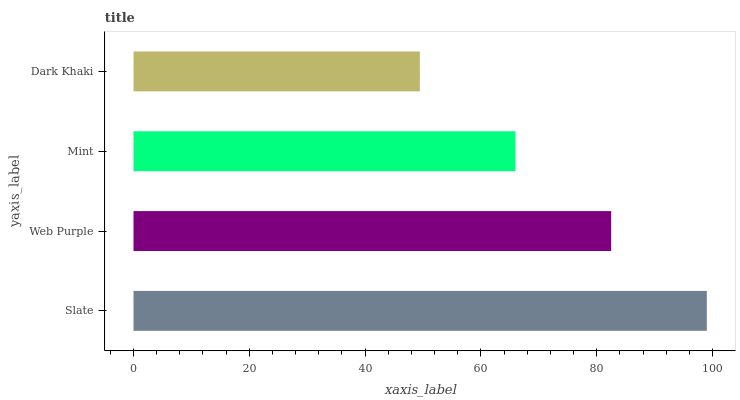 title
Dark Khaki
Mint
Web Purple
Slate
yaxis_label
0 20 40 60 80 100
xaxis_label